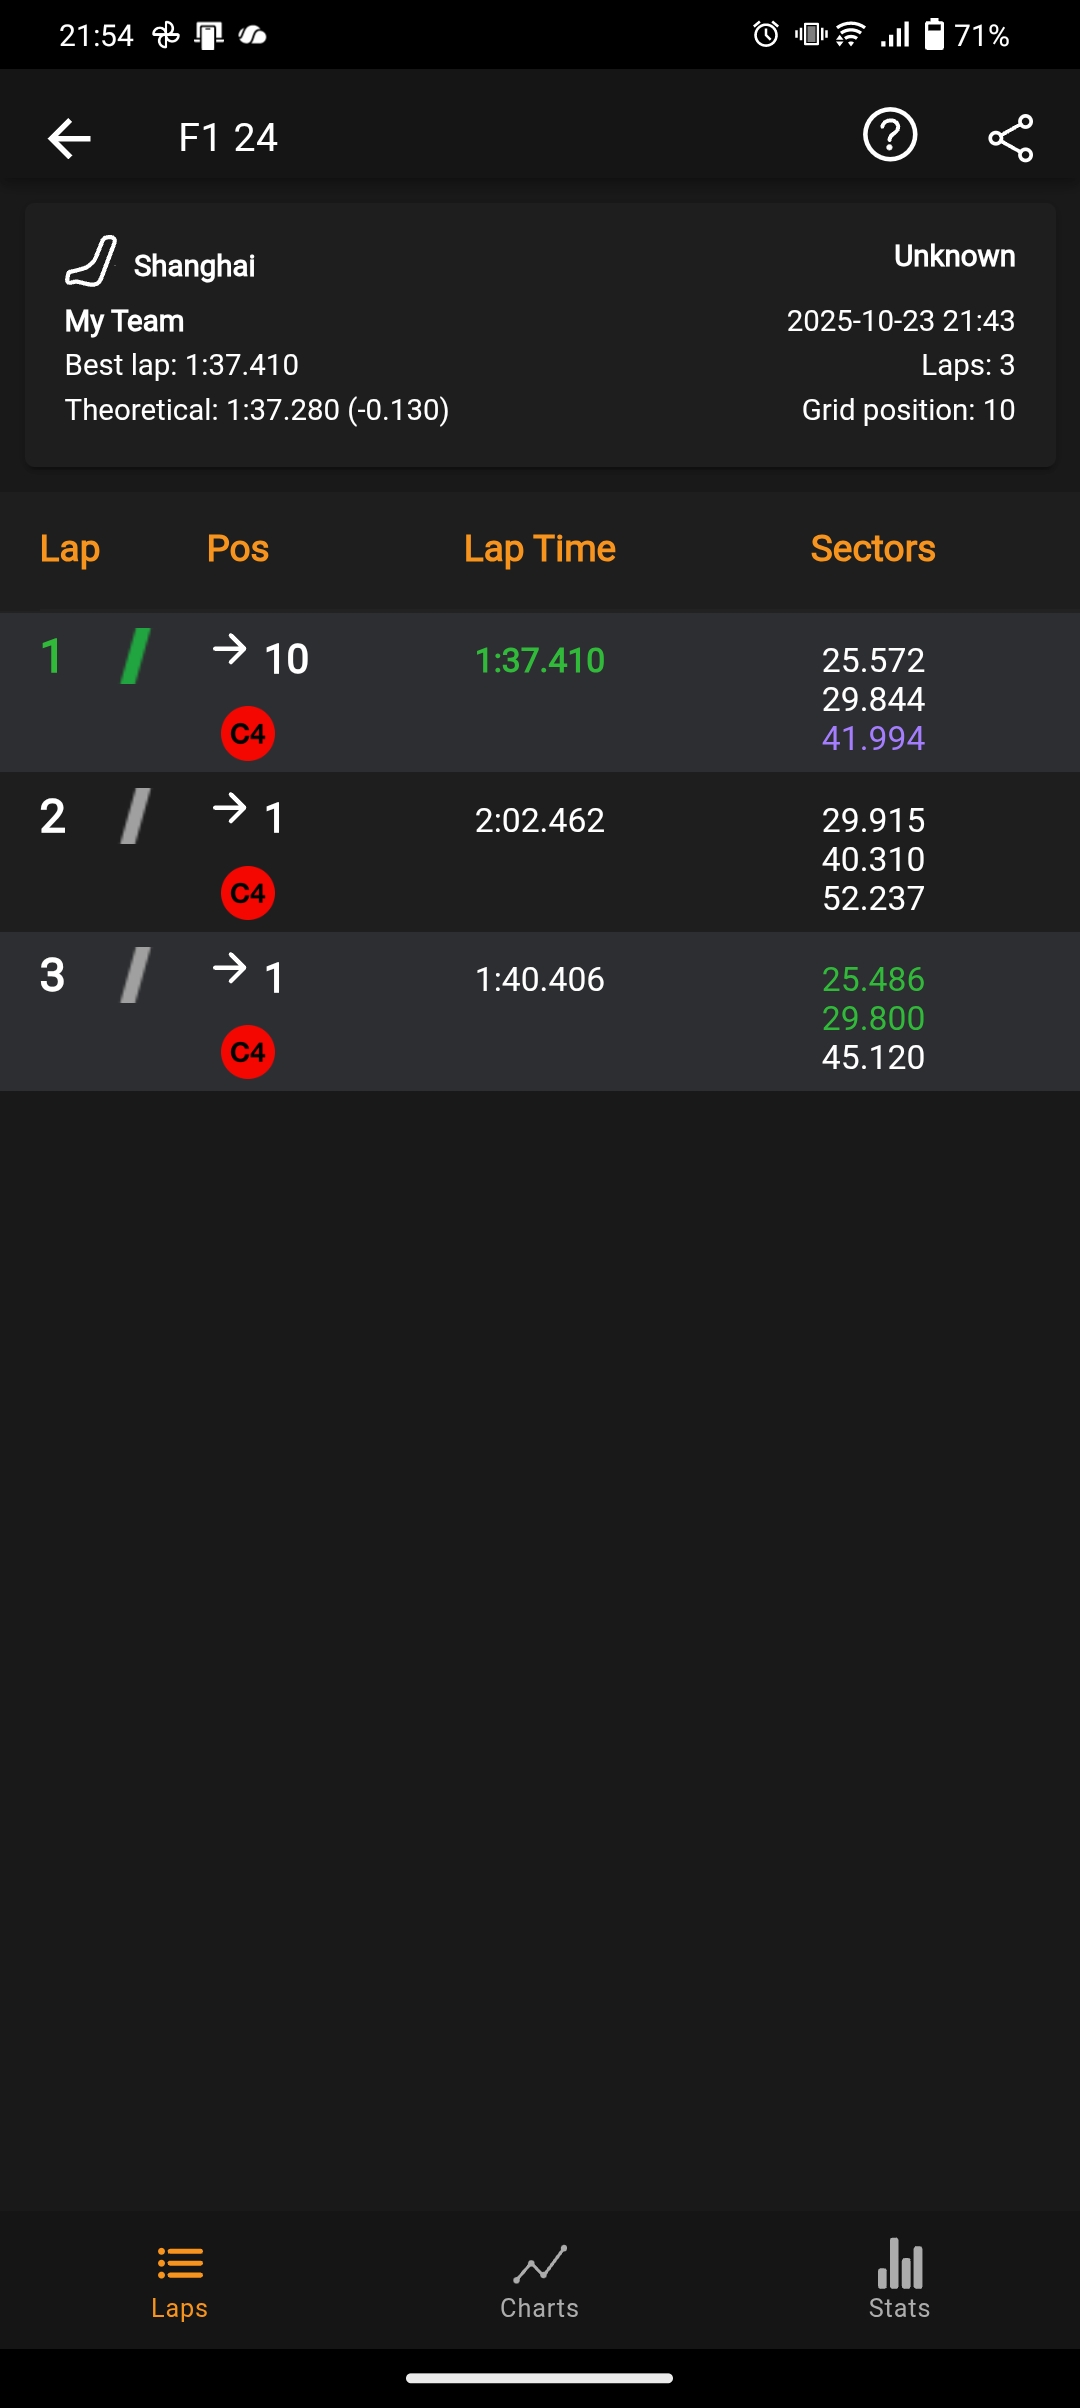 21:54 71%
F1 24
Shanghai Unknown
My Team 2025-10-23 21:43
Best lap: 1:37.410 Laps: 3
Theoretical: 1:37.280 (-0.130) Grid position: 10
Lap Pos Lap Time Sectors
1 10 1:37.410 25.572
29.844
C4 41.994
2 1 2:02.462 29.915
40.310
C4 52.237
3 1 1:40.406 25.486
29.800
C4 45.120
Laps Charts Stats